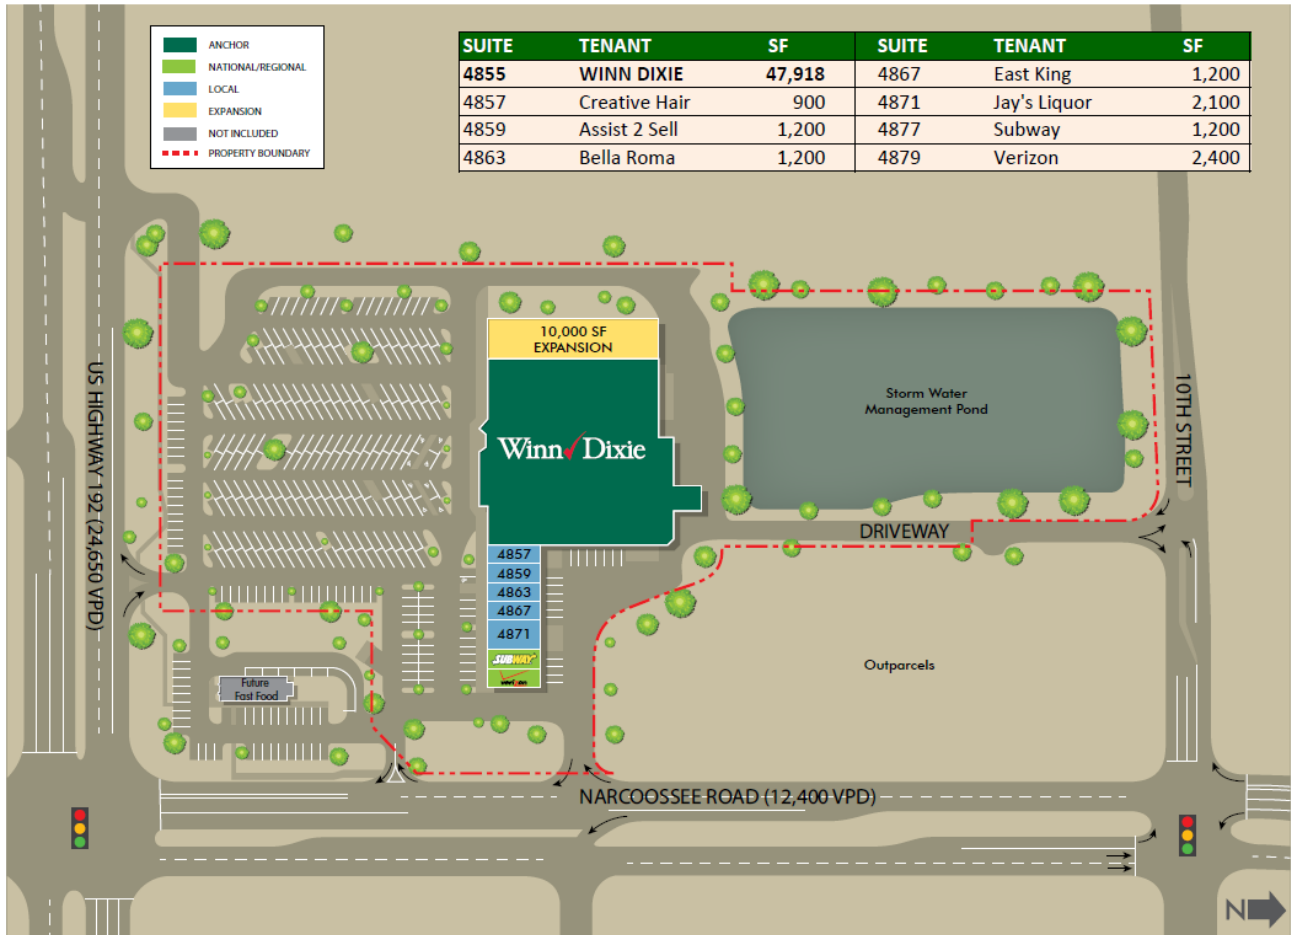 ANCHOR
NATIONAL/REGIONAL
LOCAL
EXPANSION
NOT INCLUDED
PROPERTY BOUNDARY
SUITE TENANT SF SUITE TENANT SF
4855 WINN DIXIE 47,918 4867 East King 1,200
4857 Creative Hair 900 4871 Jay's Liquor 2,100
4859 Assist 2 Sell 1,200 4877 Subway 1,200
4863 Bella Roma 1,200 4879 Verizon 2,400
10,000 SF
EXPANSION
Winn Dixie
Storm Water
Management Pond
US HIGHWAY 192 (24,650 VPD)
10TH STREET
DRIVEWAY
4857
4859
4863
4867
4871
SUBWAY
verizon
Outparcels
Future
Fast Food
NARCOOSSEE ROAD (12,400 VPD)
N